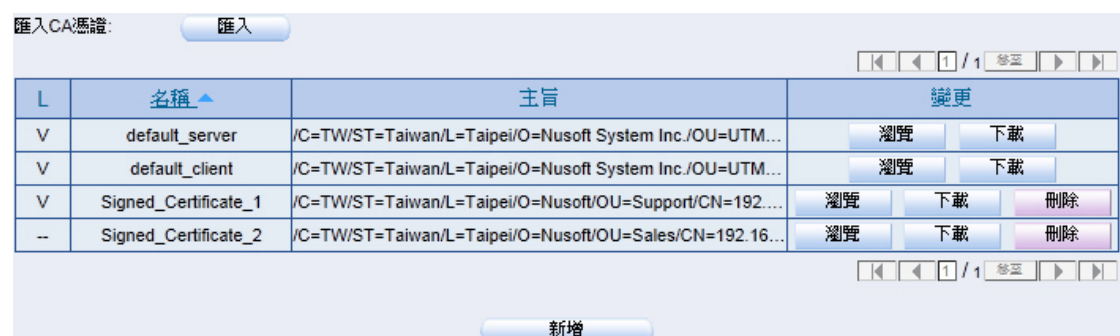 匯入CA憑證: 匯入
1 / 1 參至
L 名稱 主旨 變更
V default_server /C=TW/ST=Taiwan/L=Taipei/O=Nusoft System Inc./OU=UTM... 瀏覽 下載
V default_client /C=TW/ST=Taiwan/L=Taipei/O=Nusoft System Inc./OU=UTM... 瀏覽 下載
V Signed_Certificate_1 /C=TW/ST=Taiwan/L=Taipei/O=Nusoft/OU=Support/CN=192.... 瀏覽 下載 刪除
-- Signed_Certificate_2 /C=TW/ST=Taiwan/L=Taipei/O=Nusoft/OU=Sales/CN=192.16... 瀏覽 下載 刪除
1 / 1 參至
新增